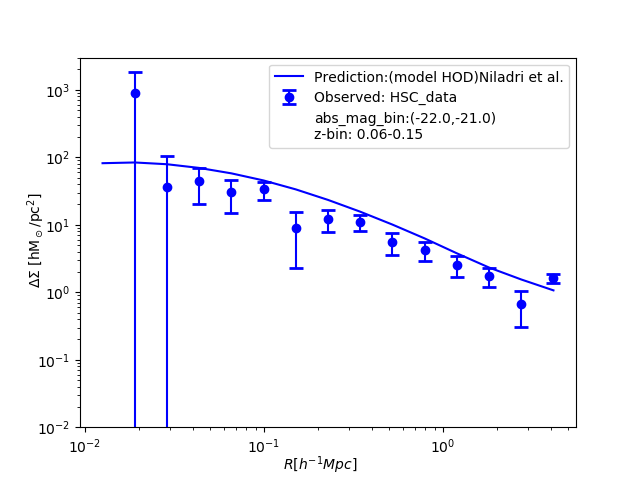 Prediction:(model HOD)Niladri et al.
Observed: HSC_data
abs_mag_bin:(-22.0,-21.0)
z-bin: 0.06-0.15
ΔΣ [hM⊙/pc²]
10³
10²
10¹
10⁰
10⁻¹
10⁻²
10⁻²
10⁻¹
10⁰
R[h⁻¹Mpc]